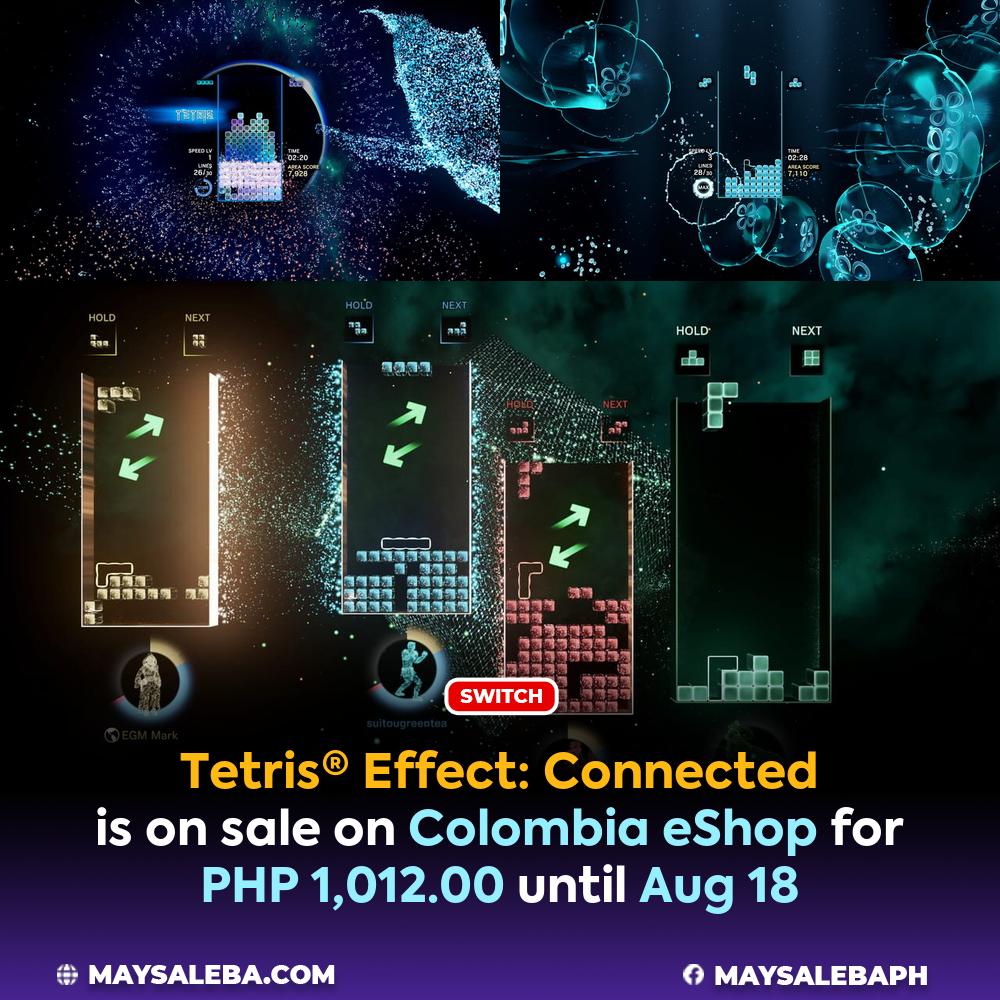 TETRIS
SPEED LV
3
LINES
26/30
TIME
02:20
AREA SCORE
7,928
SPEED LV
3
LINES
28/30
MAX
TIME
02:28
AREA SCORE
7,110
HOLD
NEXT
HOLD
NEXT
HOLD
NEXT
HOLD
NEXT
EGM Mark
suitougreentea
SWITCH
Tetris® Effect: Connected
is on sale on Colombia eShop for
PHP 1,012.00 until Aug 18
MAYSALEBA.COM
MAYSALEBAPH